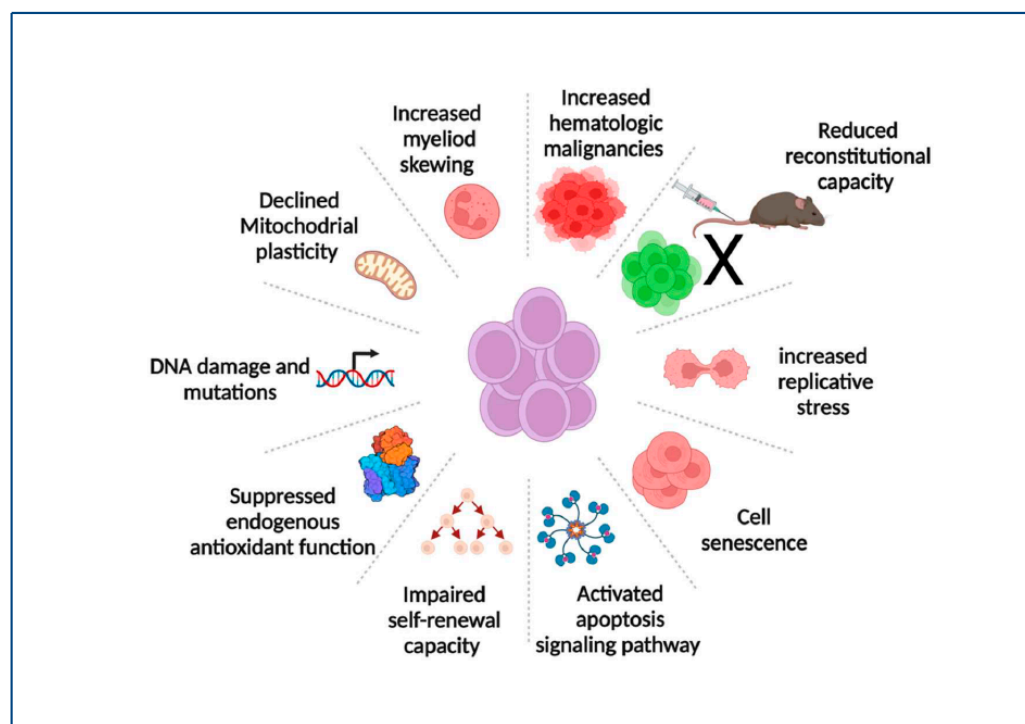 Increased
myeliod
skewing
Increased
hematologic
malignancies
Reduced
reconstitutional
capacity
X
increased
replicative
stress
Cell
senescence
Activated
apoptosis
signaling pathway
Impaired
self-renewal
capacity
Suppressed
endogenous
antioxidant function
DNA damage and
mutations
Declined
Mitochodrial
plasticity